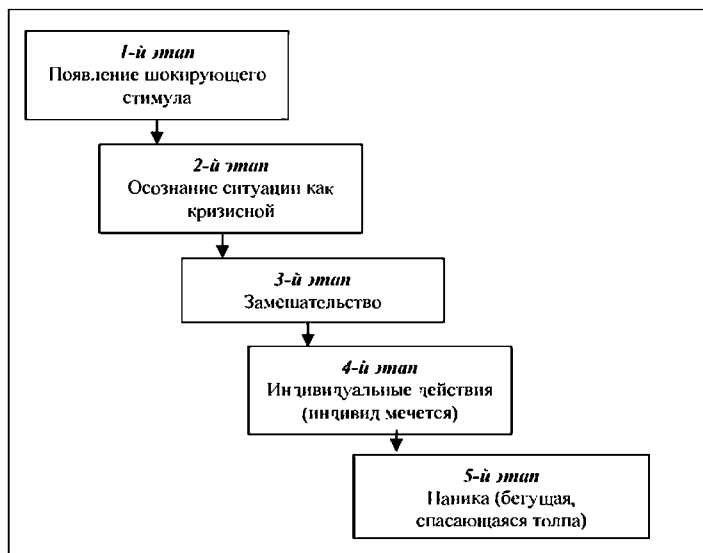 1-й этап
Появление шокирующего
стимула
2-й этап
Осознание ситуации как
кризисной
3-й этап
Замешательство
4-й этап
Индивидуальные действия
(индивид мечется)
5-й этап
Паника (бегущая,
спасающаяся толпа)